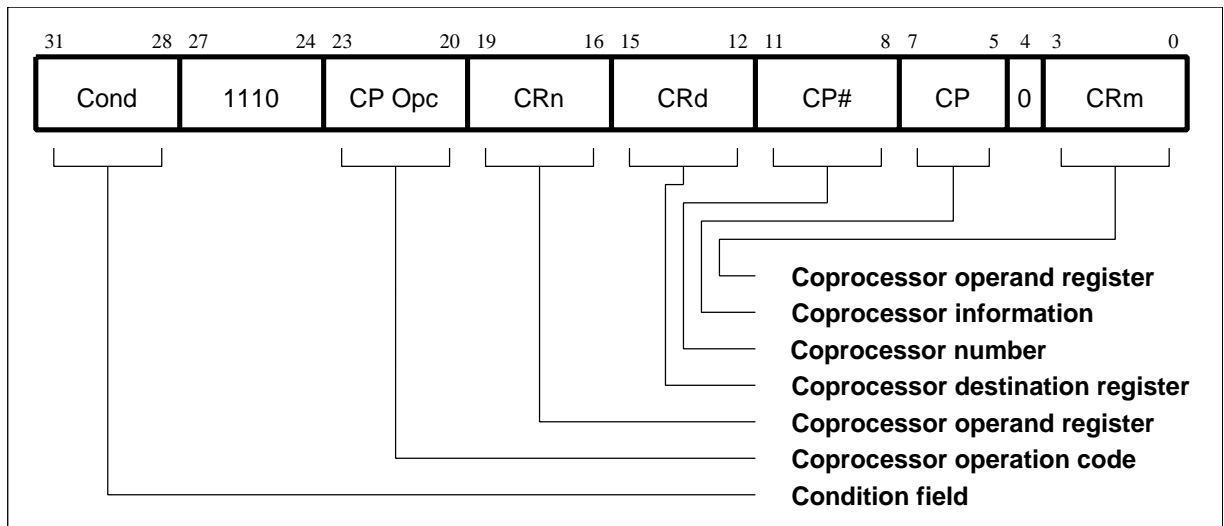 31 28 27 24 23 20 19 16 15 12 11 8 7 5 4 3 0
Cond 1110 CP Opc CRn CRd CP# CP 0 CRm
Coprocessor operand register
Coprocessor information
Coprocessor number
Coprocessor destination register
Coprocessor operand register
Coprocessor operation code
Condition field